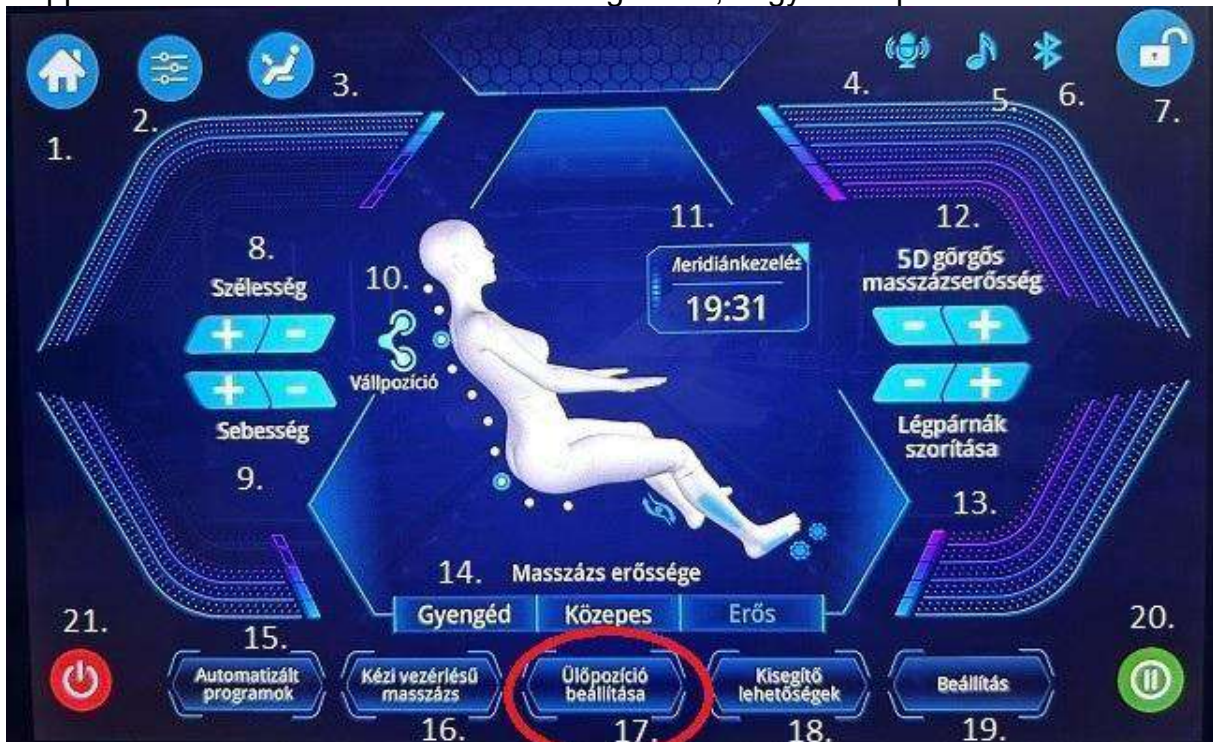 3.
4.
5.
6.
7.
2.
1.
8.
Szélesség
+ -
+ -
Sebesség
9.
10.
Vállpozíció
11.
Meridiánkezelés
19:31
12.
5D görgős
masszázserősség
- +
- +
Légpárnák
szorítása
13.
14. Masszázs erőssége
Gyengéd Közepes Erős
21.
15.
20.
Automatizált
programok
Kézi vezérlésű
masszázs
Ülőpozíció
beállítása
Kisegítő
lehetőségek
Beállítás
16.
17.
18.
19.